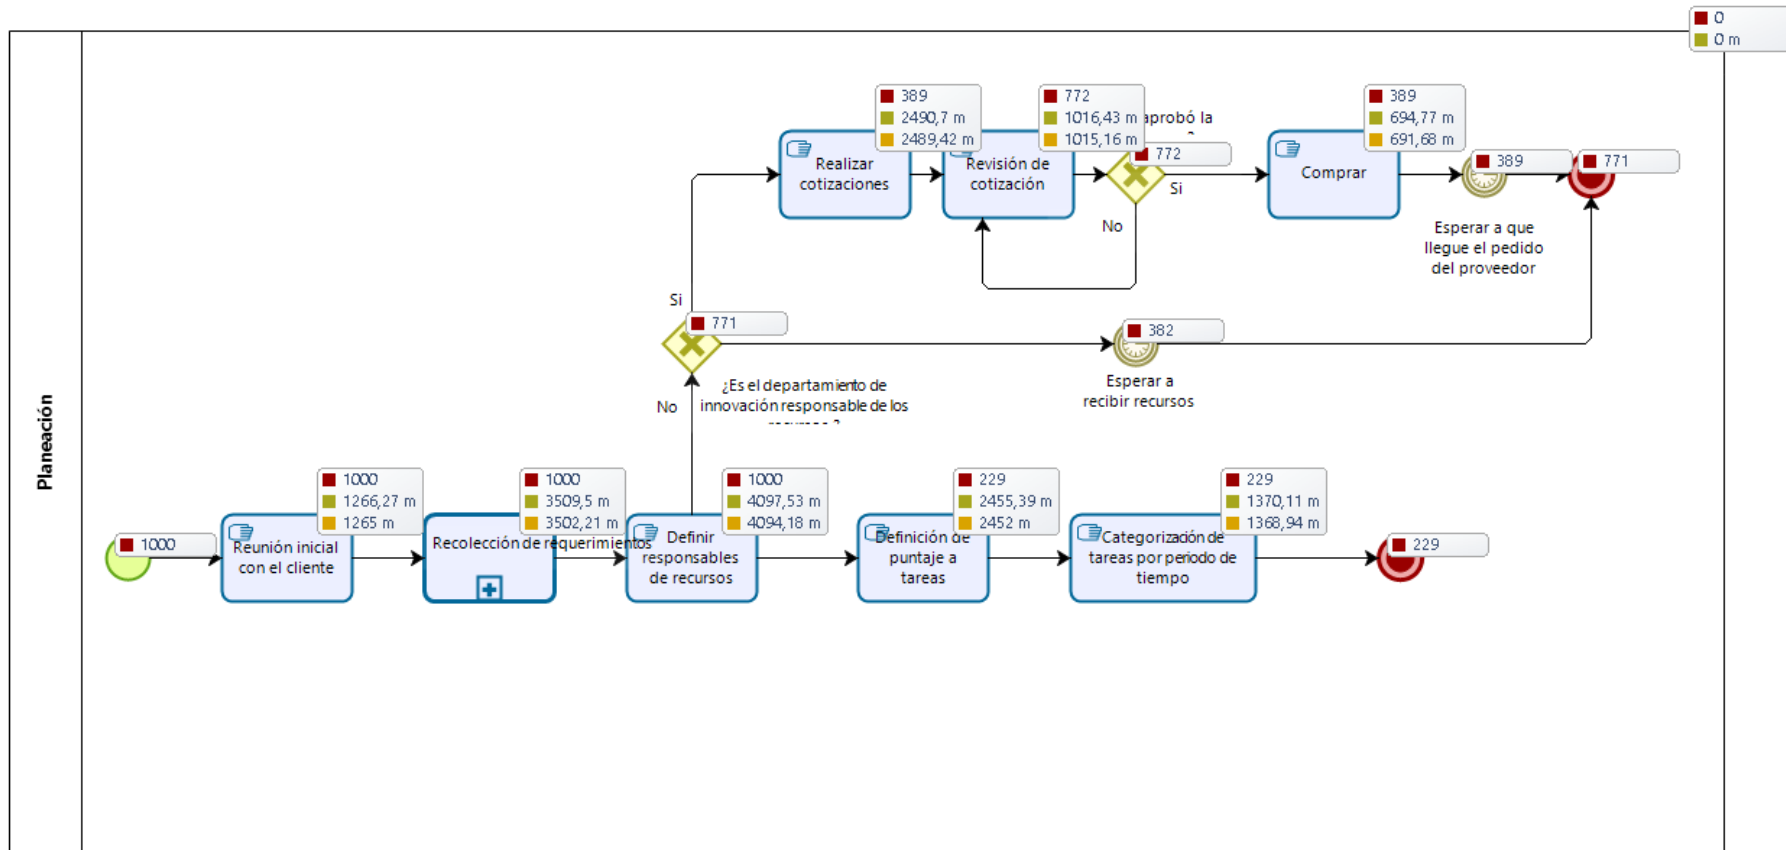 0
0 m
389
2490,7 m
2489,42 m
Realizar
cotizaciones
772
1016,43 m
1015,16 m
Revisión de
cotización
aprobó la
772
Si
No
389
694,77 m
691,68 m
Comprar
389
771
Esperar a que
llegue el pedido
del proveedor
Si
771
382
Esperar a
recibir recursos
¿Es el departamiento de
innovación responsable de los
No
Planeación
1000
1000
1266,27 m
1265 m
Reunión inicial
con el cliente
1000
3509,5 m
3502,21 m
Recolección de requerimientos
1000
4097,53 m
4094,18 m
Definir
responsables
de recursos
229
2455,39 m
2452 m
Definición de
puntaje a
tareas
229
1370,11 m
1368,94 m
Categorización de
tareas por periodo de
tiempo
229